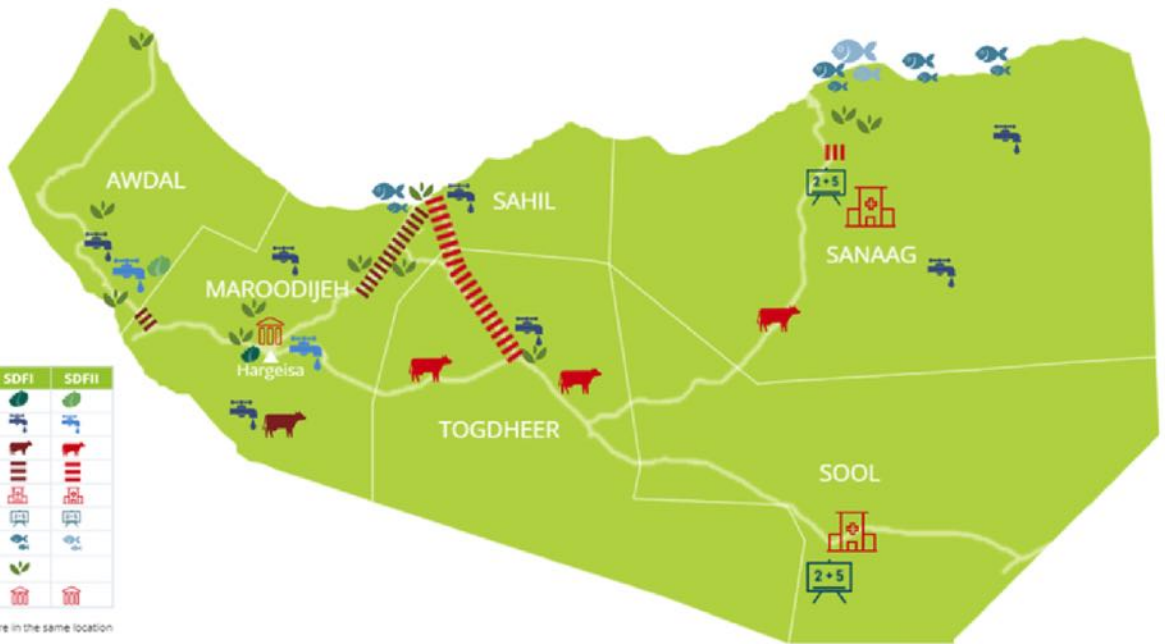 AWDAL
SAHIL
2+5
SANAAG
MAROODIJEH
Hargeisa
SDFI SDFII
TOGDHEER
SOOL
2+5
re in the same location